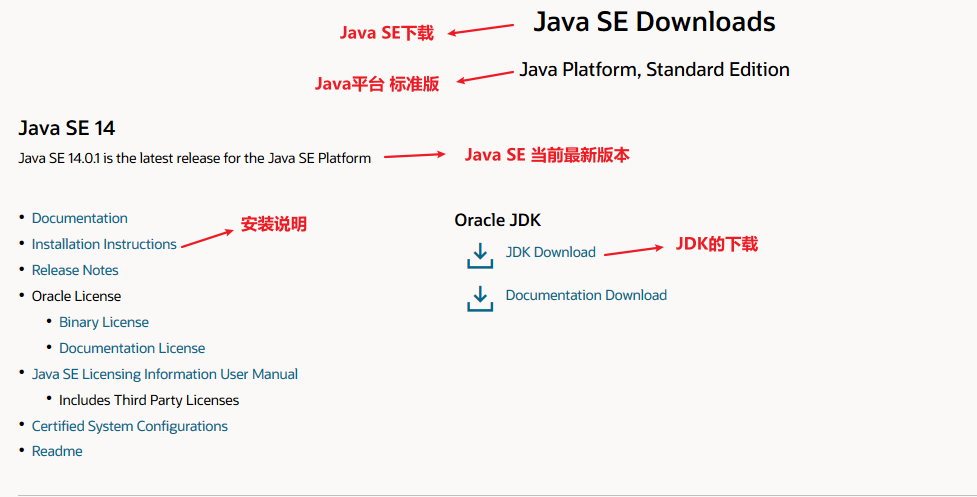 Java SE Downloads
Java SE下载
Java Platform, Standard Edition
Java平台 标准版
Java SE 14
Java SE 14.0.1 is the latest release for the Java SE Platform
Java SE 当前最新版本
Documentation
Installation Instructions
安装说明
Release Notes
Oracle License
Binary License
Documentation License
Java SE Licensing Information User Manual
Includes Third Party Licenses
Certified System Configurations
Readme
Oracle JDK
JDK Download
JDK的下载
Documentation Download